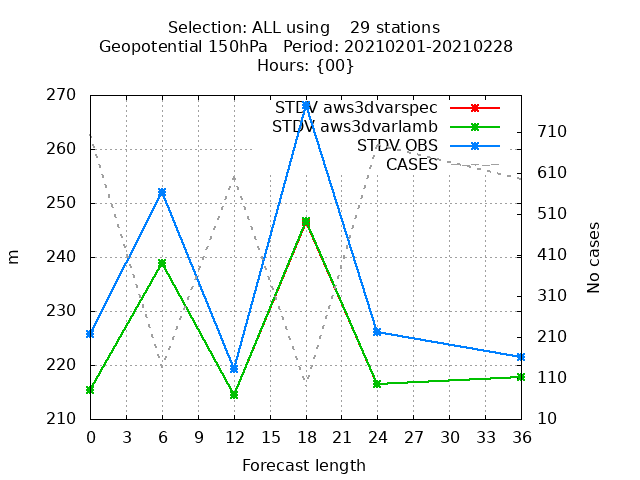 Selection: ALL using    29 stations
Geopotential 150hPa   Period: 20210201-20210228
Hours: {00}
STDV aws3dvarspec
STDV aws3dvarlamb
STDV OBS
CASES
270
260
250
240
230
220
210
m
710
610
510
410
310
210
110
10
No cases
0 3 6 9 12 15 18 21 24 27 30 33 36
Forecast length